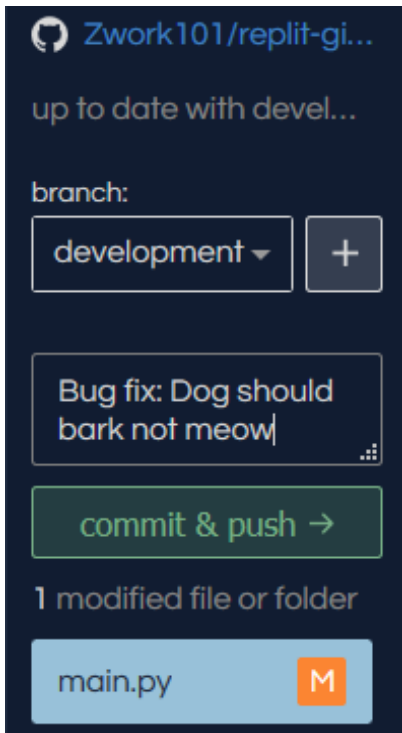 Zwork101/replit-gi...
up to date with devel...
branch:
development
+
Bug fix: Dog should
bark not meow
commit & push →
1 modified file or folder
main.py M